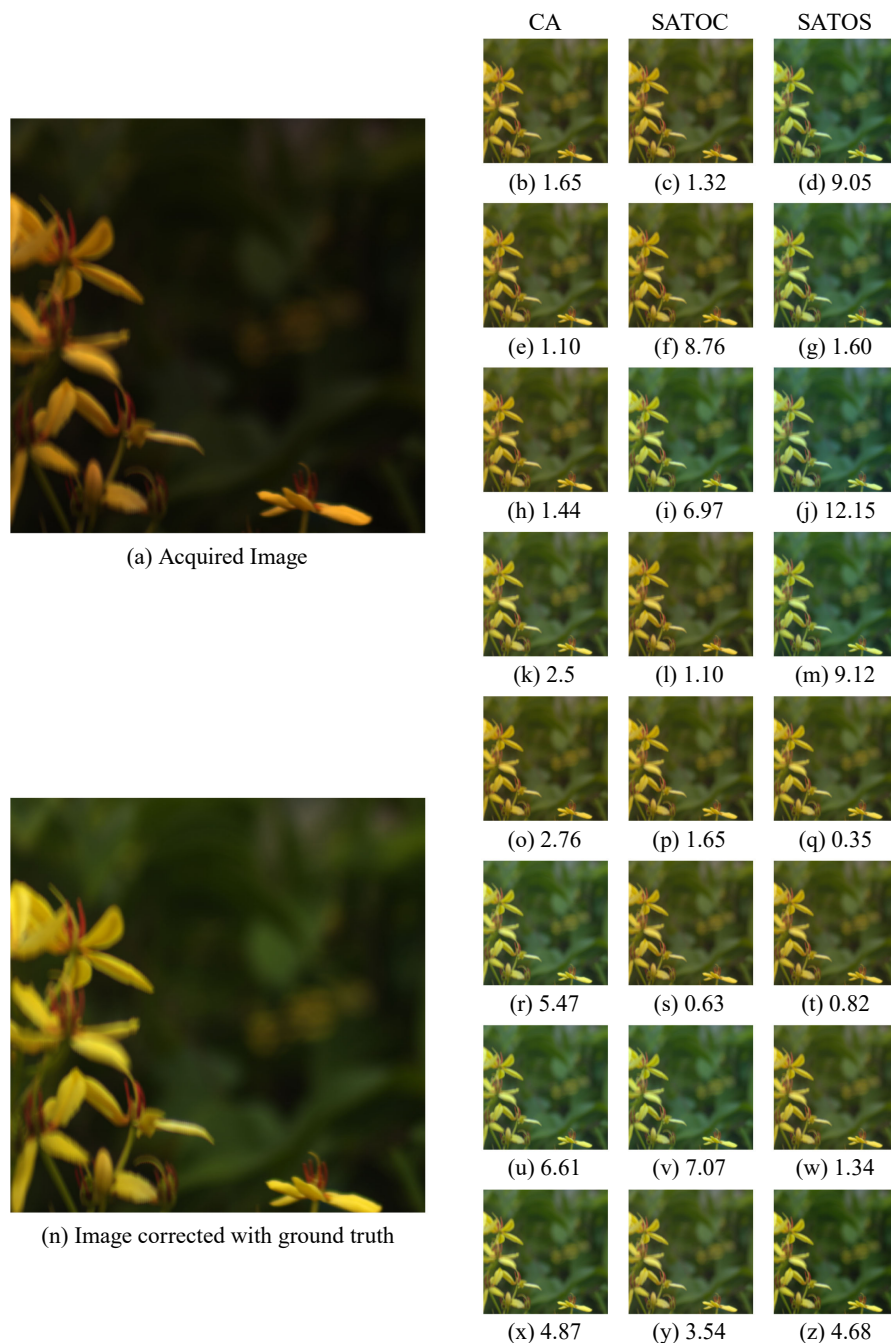 CA SATOC SATOS
(b) 1.65 (c) 1.32 (d) 9.05
(e) 1.10 (f) 8.76 (g) 1.60
(h) 1.44 (i) 6.97 (j) 12.15
(a) Acquired Image
(k) 2.5 (l) 1.10 (m) 9.12
(o) 2.76 (p) 1.65 (q) 0.35
(r) 5.47 (s) 0.63 (t) 0.82
(u) 6.61 (v) 7.07 (w) 1.34
(n) Image corrected with ground truth
(x) 4.87 (y) 3.54 (z) 4.68